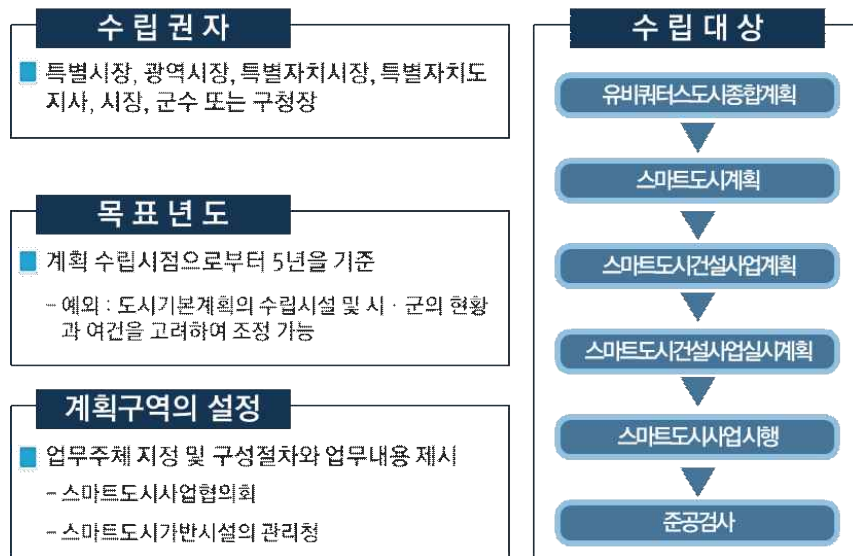 수립권자
특별시장, 광역시장, 특별자치시장, 특별자치도
지사, 시장, 군수 또는 구청장
목표년도
계획 수립시점으로부터 5년을 기준
- 예외 : 도시기본계획의 수립시설 및 시 · 군의 현황
과 여건을 고려하여 조정 가능
계획구역의 설정
업무주체 지정 및 구성절차와 업무내용 제시
- 스마트도시사업협의회
- 스마트도시가반시설의 관리청
수립대상
유비쿼터스도시종합계획
스마트도시계획
스마트도시건설사업계획
스마트도시건설사업실시계획
스마트도시사업시행
준공검사